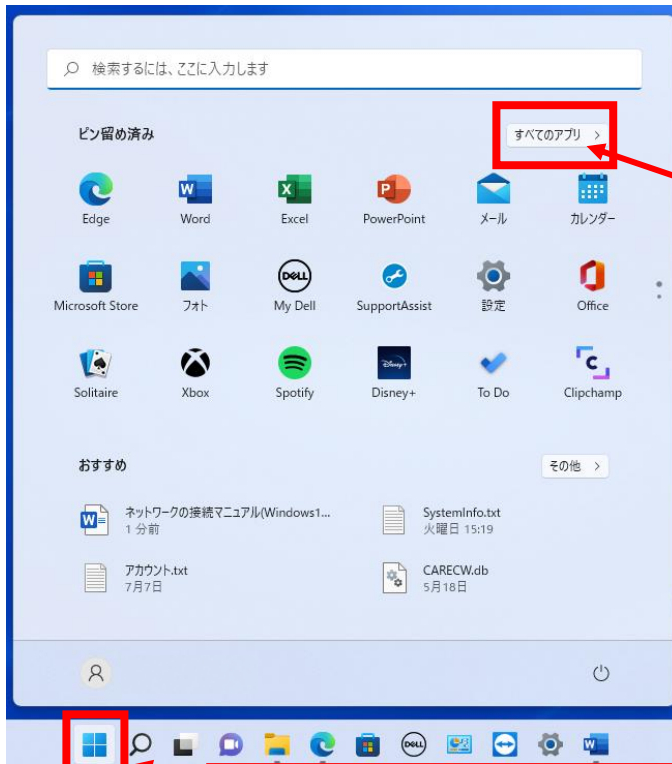 検索するには、ここに入力します
ピン留め済み
すべてのアプリ >
Edge Word Excel PowerPoint メール カレンダー
Microsoft Store フォト My Dell SupportAssist 設定 Office
Solitaire Xbox Spotify Disney+ To Do Clipchamp
おすすめ
その他 >
ネットワークの接続マニュアル(Windows1...
1 分前
SystemInfo.txt
火曜日 15:19
アカウント.txt
7月7日
CARECW.db
5月18日